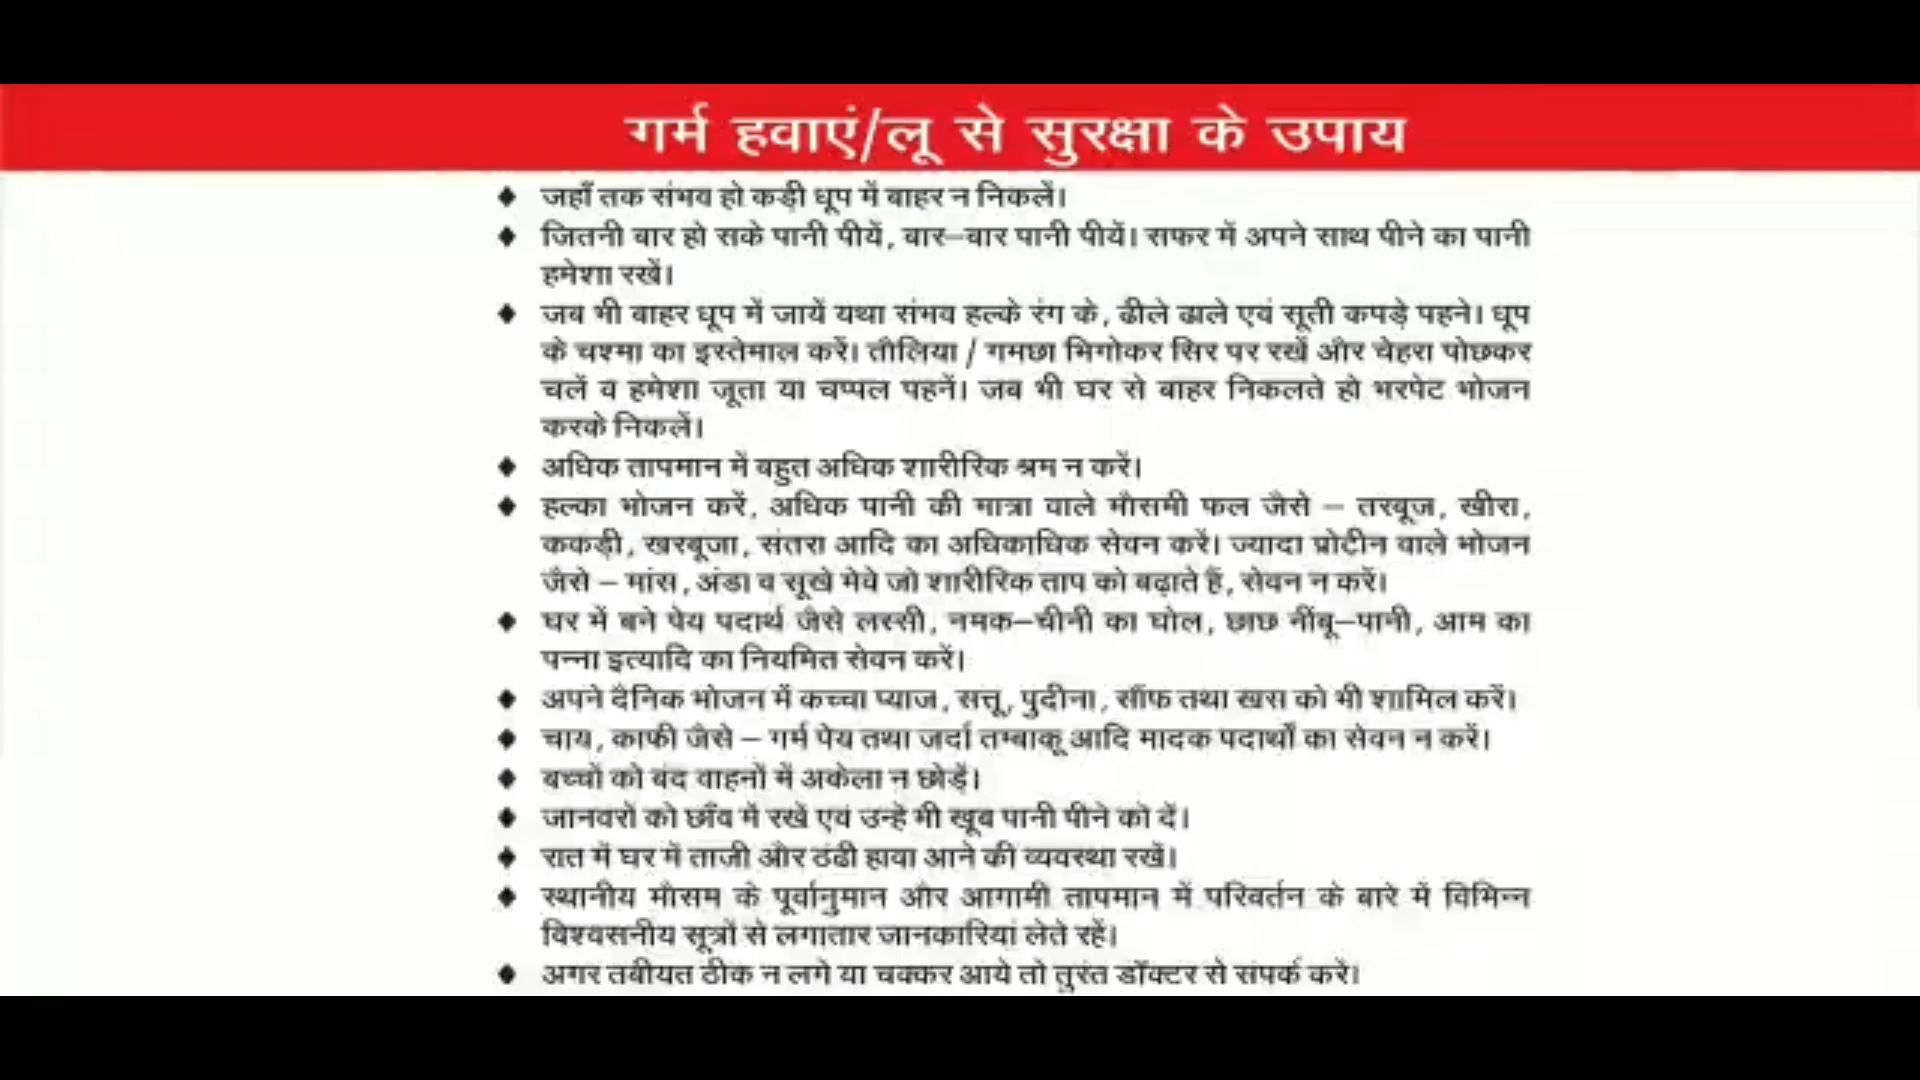 गर्म हवाएं/लू से सुरक्षा के उपाय
♦ जहाँ तक संभव हो कड़ी धूप में बाहर न निकलें।
♦ जितनी बार हो सके पानी पीयें, बार–बार पानी पीयें। सफर में अपने साथ पीने का पानी
हमेशा रखें।
♦ जब भी बाहर धूप में जायें यथा संभव हल्के रंग के, ढीले ढाले एवं सूती कपड़े पहने। धूप
के चश्मा का इस्तेमाल करें। तौलिया / गमछा भिगोकर सिर पर रखें और चेहरा पोछकर
चलें व हमेशा जूता या चप्पल पहनें। जब भी घर से बाहर निकलते हो भरपेट भोजन
करके निकलें।
♦ अधिक तापमान में बहुत अधिक शारीरिक श्रम न करें।
♦ हल्का भोजन करें, अधिक पानी की मात्रा वाले मौसमी फल जैसे – तरबूज, खीरा,
ककड़ी, खरबूजा, संतरा आदि का अधिकाधिक सेवन करें। ज्यादा प्रोटीन वाले भोजन
जैसे – मांस, अंडा व सूखे मेवे जो शारीरिक ताप को बढ़ाते हैं, सेवन न करें।
♦ घर में बने पेय पदार्थ जैसे लस्सी, नमक–चीनी का घोल, छाछ नींबू–पानी, आम का
पन्ना इत्यादि का नियमित सेवन करें।
♦ अपने दैनिक भोजन में कच्चा प्याज, सत्तू, पुदीना, सौंफ तथा खस को भी शामिल करें।
♦ चाय, काफी जैसे – गर्म पेय तथा जर्दा तम्बाकू आदि मादक पदार्थों का सेवन न करें।
♦ बच्चों को बंद वाहनों में अकेला न छोड़ें।
♦ जानवरों को छाँव में रखें एवं उन्हे भी खूब पानी पीने को दें।
♦ रात में घर में ताजी और ठंढी हावा आने की व्यवस्था रखें।
♦ स्थानीय मौसम के पूर्वानुमान और आगामी तापमान में परिवर्तन के बारे में विभिन्न
विश्वसनीय सूत्रों से लगातार जानकारियां लेते रहें।
♦ अगर तबीयत ठीक न लगे या चक्कर आये तो तुरंत डॉक्टर से संपर्क करें।